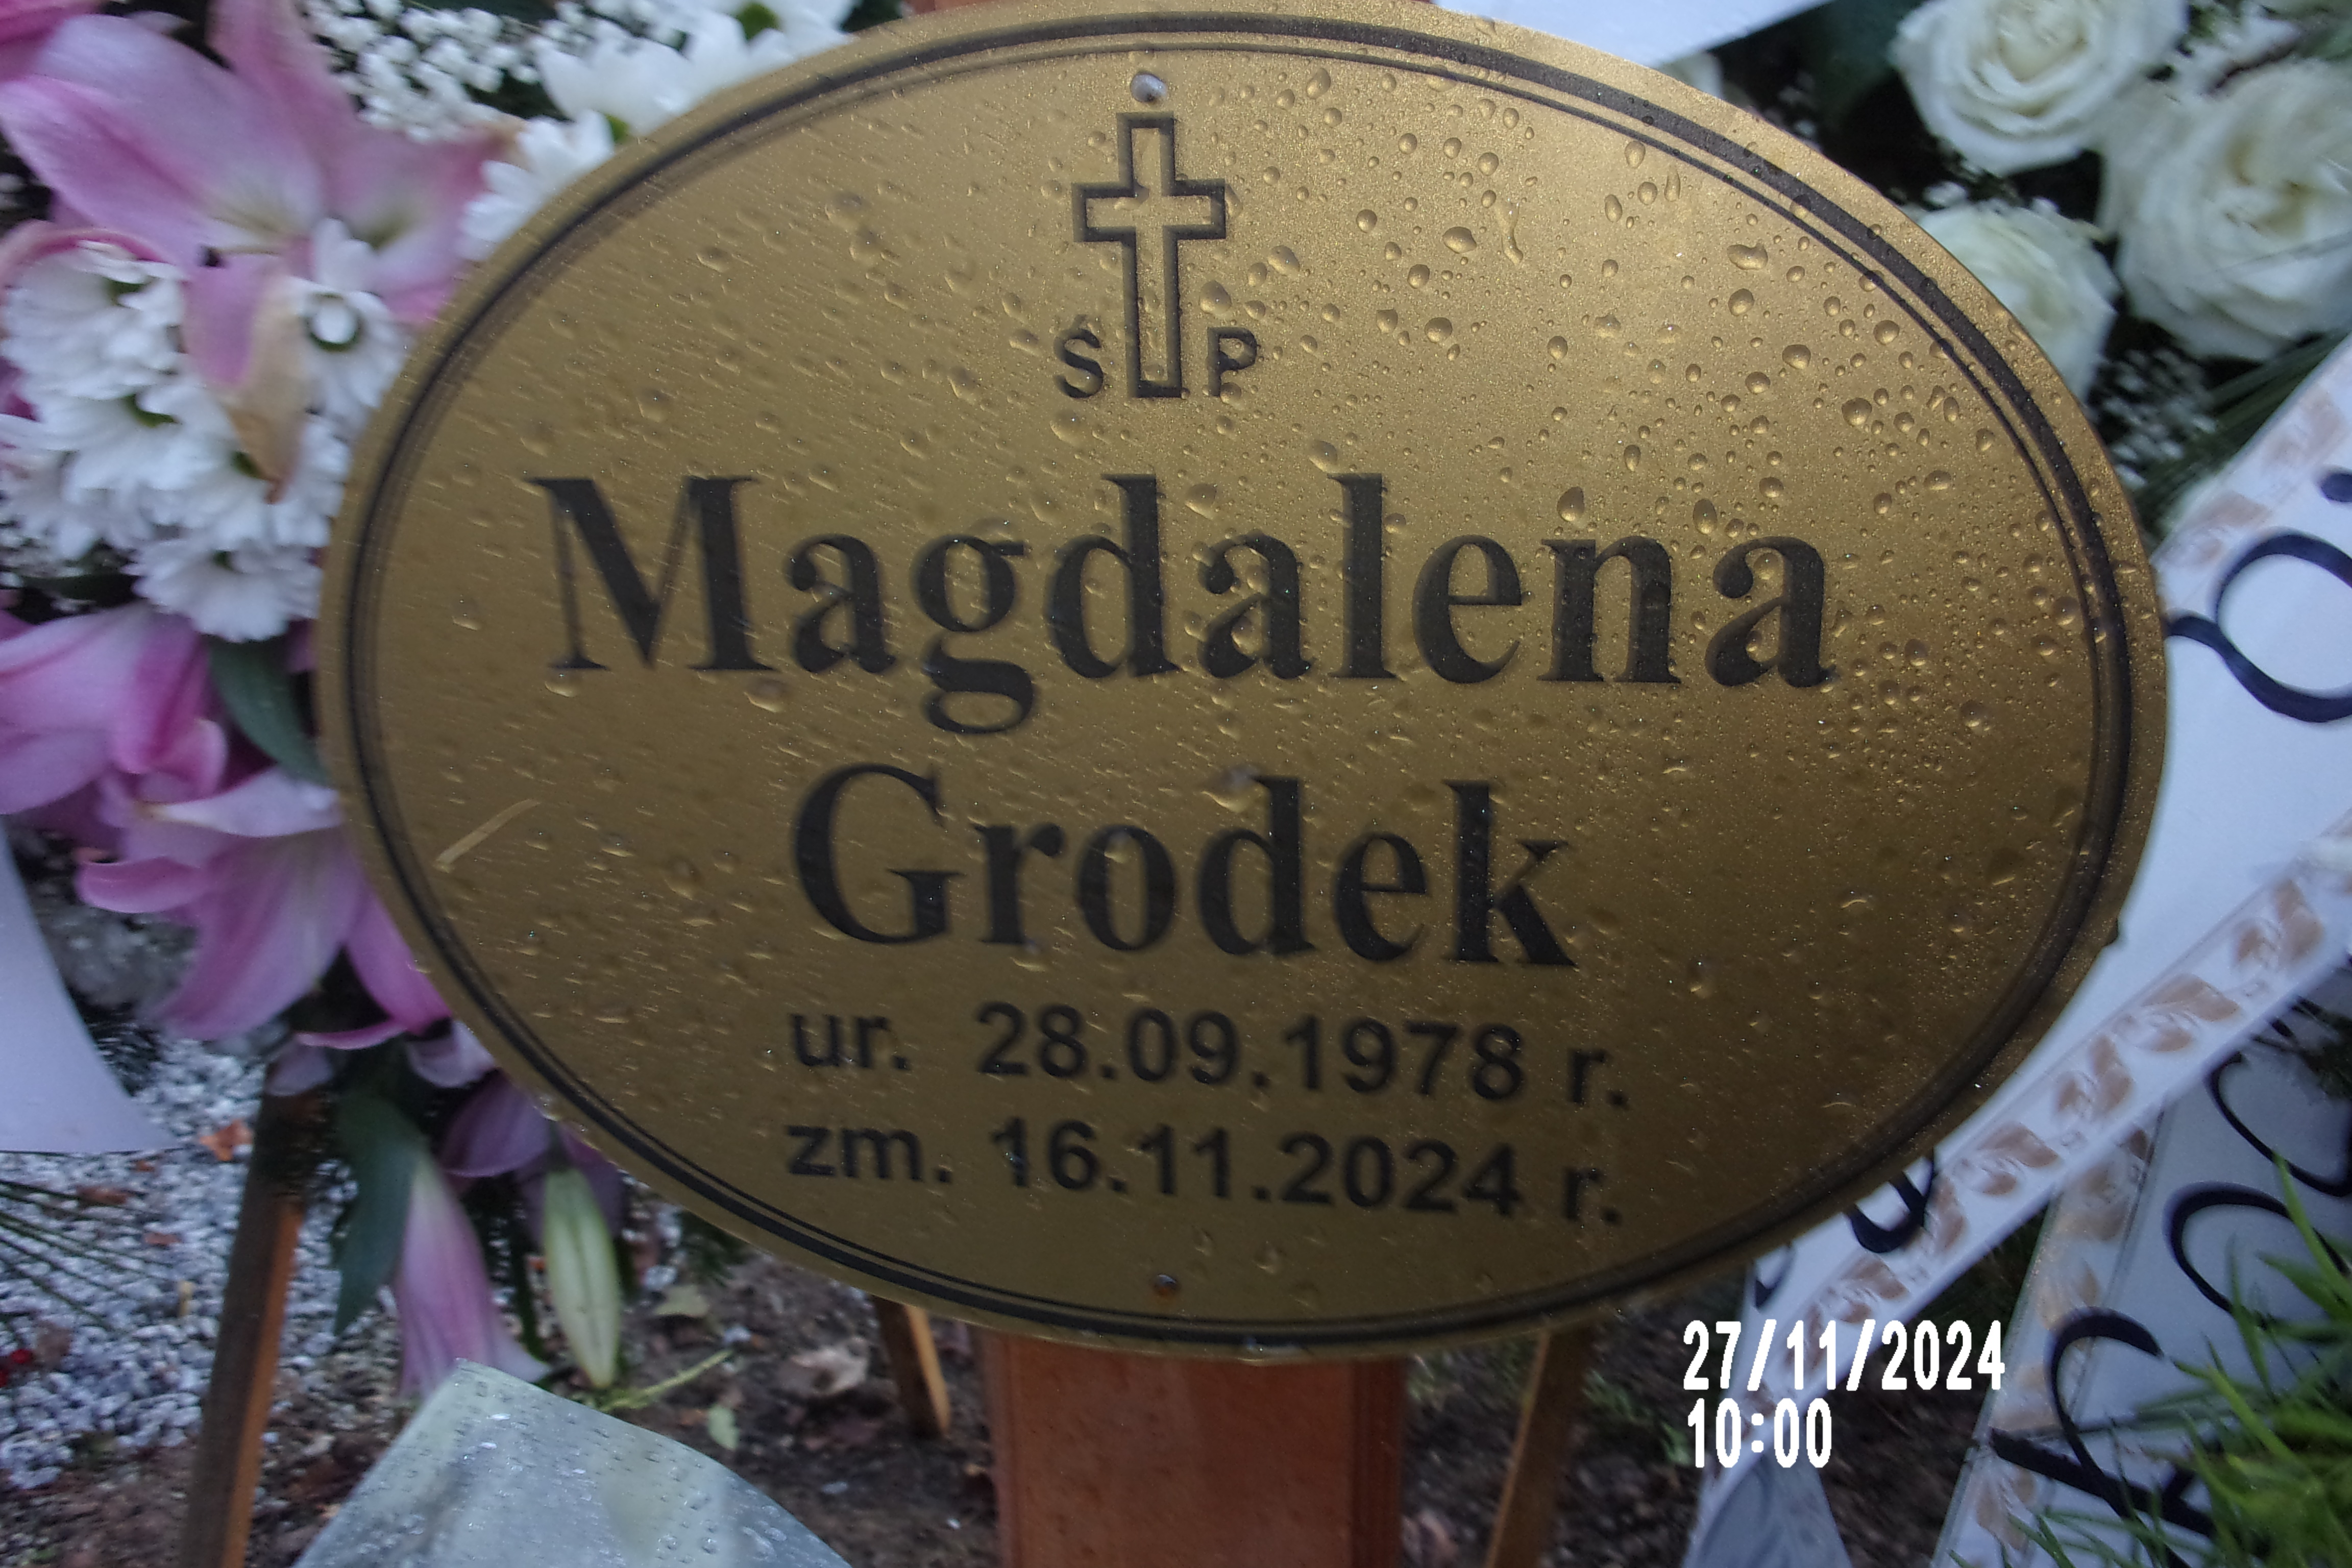 Ś P
Magdalena
Grodek
ur. 28.09.1978 r.
zm. 16.11.2024 r.
27/11/2024
10:00